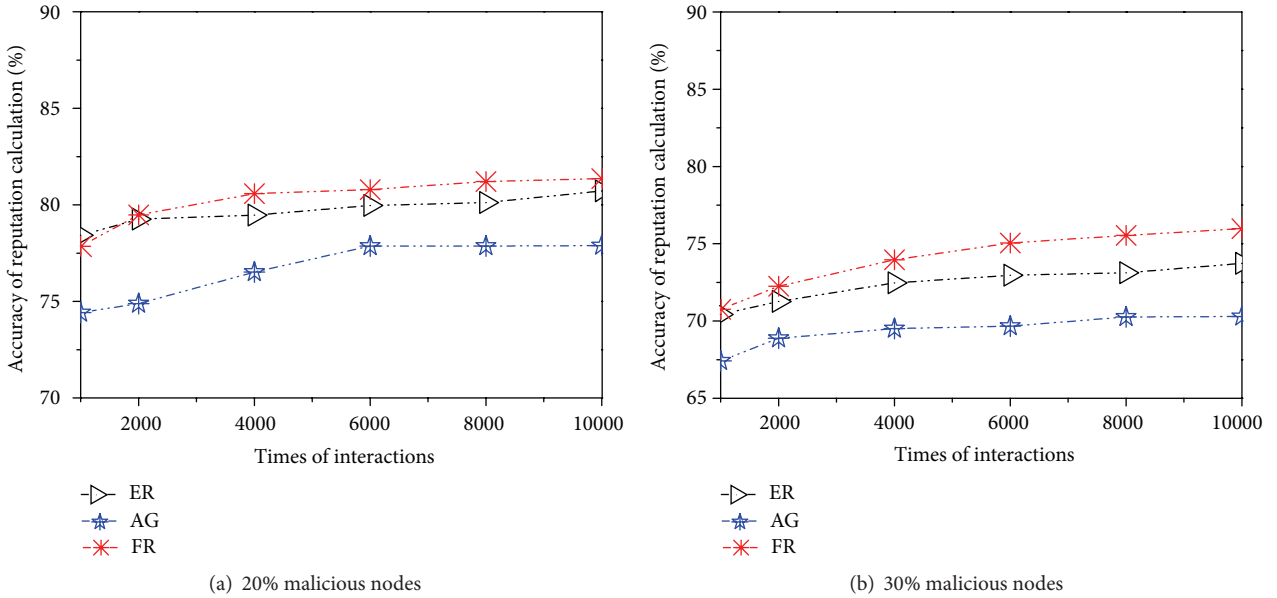 90
85
80
75
70
Accuracy of reputation calculation (%)
2000 4000 6000 8000 10000
Times of interactions
ER
AG
FR
(a) 20% malicious nodes
90
85
80
75
70
65
Accuracy of reputation calculation (%)
2000 4000 6000 8000 10000
Times of interactions
ER
AG
FR
(b) 30% malicious nodes